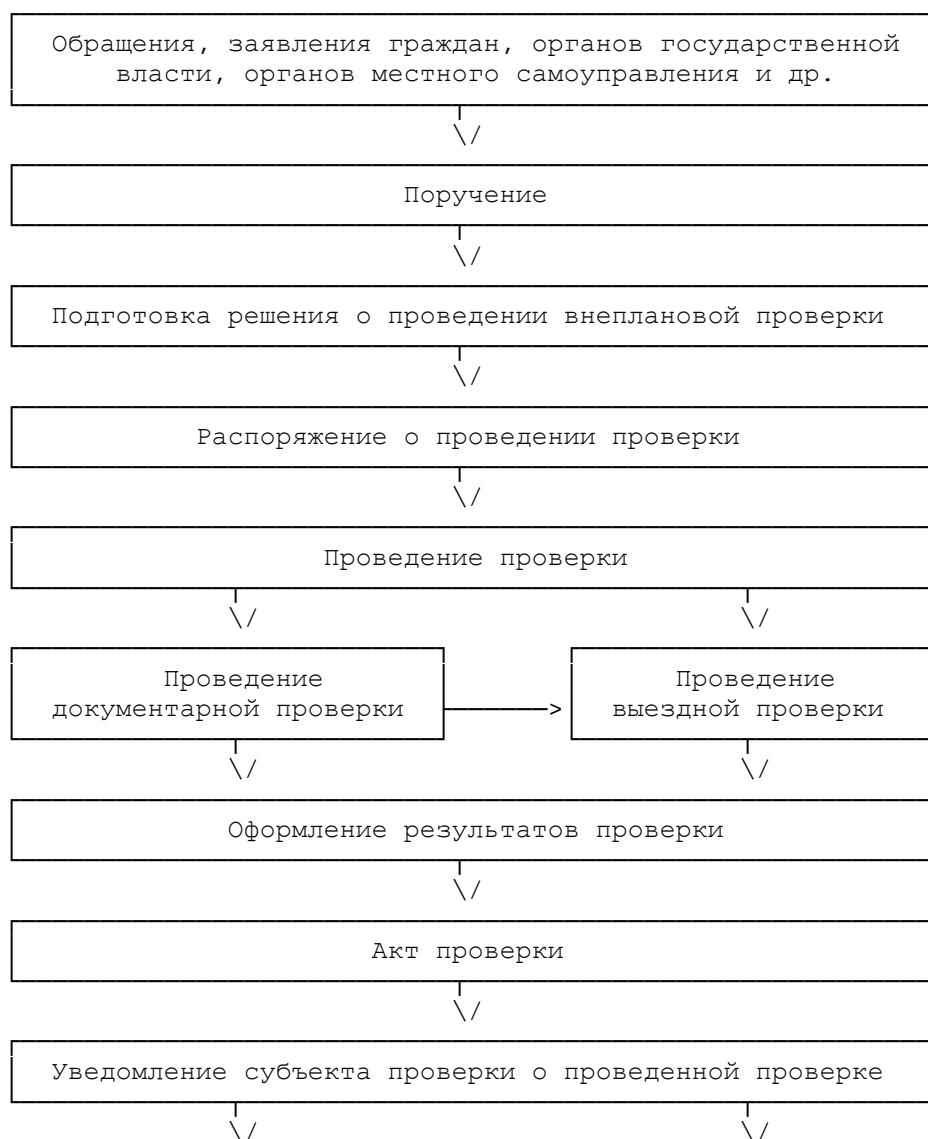 Обращения, заявления граждан, органов государственной
власти, органов местного самоуправления и др.
Поручение
Подготовка решения о проведении внеплановой проверки
Распоряжение о проведении проверки
Проведение проверки
Проведение
документарной проверки
Проведение
выездной проверки
Оформление результатов проверки
Акт проверки
Уведомление субъекта проверки о проведенной проверке